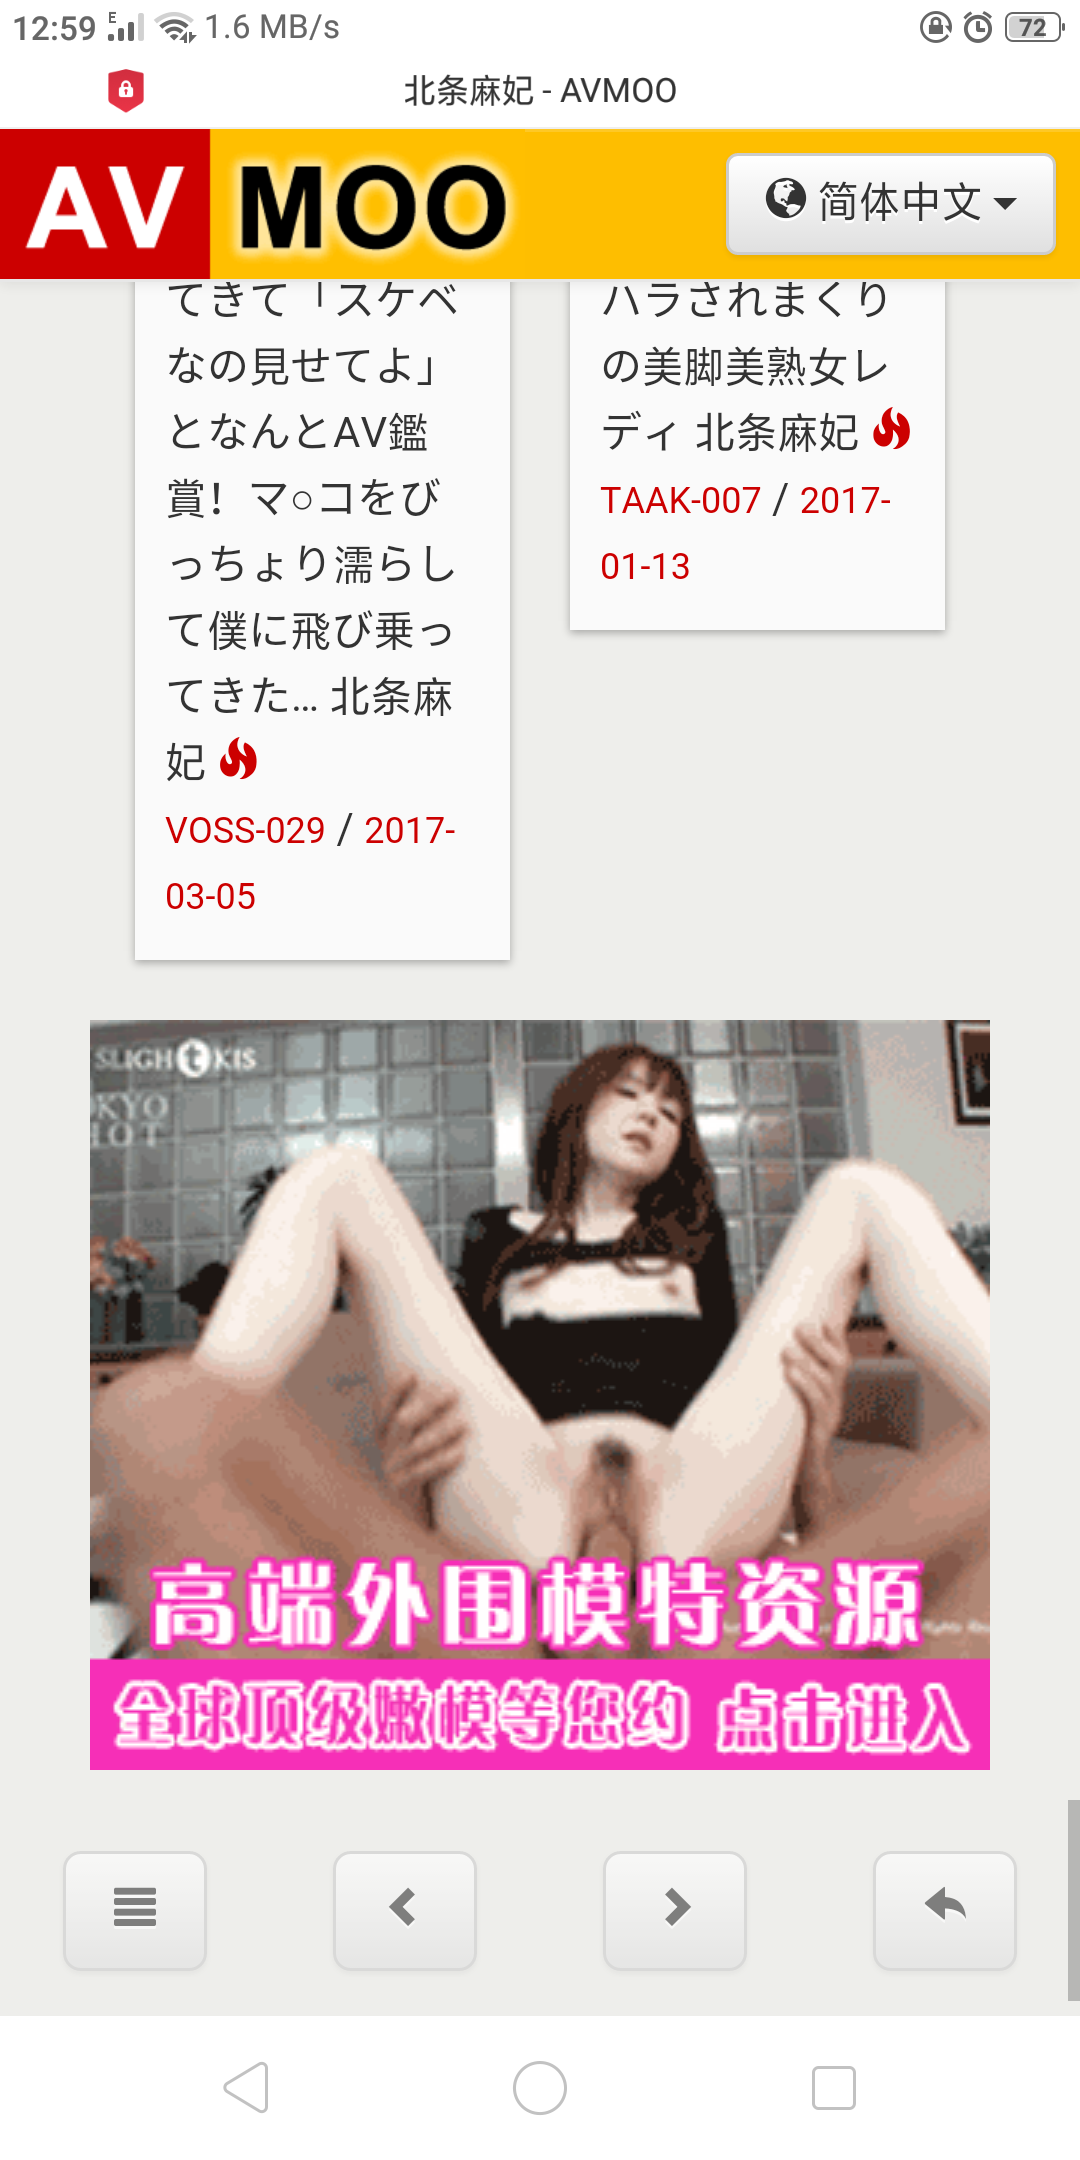 12:59 E 1.6 MB/s 72
北条麻妃 - AVMOO
AV MOO 简体中文
てきて「スケベ
なの見せてよ」
となんとAV鑑
賞！マ○コをび
っちょり濡らし
て僕に飛び乗っ
てきた… 北条麻
妃
VOSS-029 / 2017-
03-05
ハラされまくり
の美脚美熟女レ
ディ 北条麻妃
TAAK-007 / 2017-
01-13
SLIGHtKIS
KYO
HOT
高端外围模特资源
全球顶级嫩模等您约 点击进入